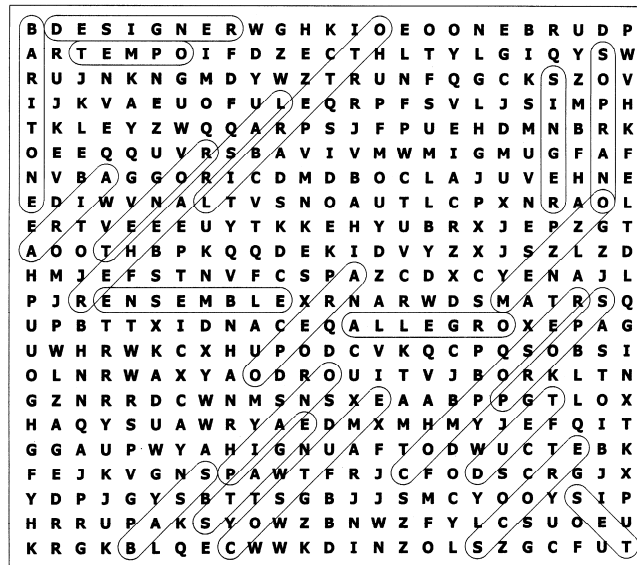 B D E S I G N E R W G H K I O E O O N E B R U D P
A R T E M P O I F D Z E C T H L T Y L G I Q Y S W
R U J N K N G M D Y W Z T R U N F Q G C K S Z O V
I J K V A E U O F U L E Q R P F S V L J S I M P H
T K L E Y Z W Q Q A R P S J F P U E H D M N B R K
O E E Q Q U V R S B A V I V M W M I G M U G F A F
N V B A G G O R I C D M D B O C L A J U V E H N E
E D I W V N A L T V S N O A U T L C P X N R A O L
E R T V E E E U Y T K K E H Y U B R X J E P Z G T
A O O T H B P K Q Q D E K I D V Y Z X J S Z L Z D
H M J E F S T N V F C S P A Z C D X C Y E N A J L
P J R E N S E M B L E X R N A R W D S M A T R S Q
U P B T T X I D N A C E Q A L L E G R O X E P A G
U W H R W K C X H U P O D C V K Q C P Q S O B S I
O L N R W A X Y A O D R O U I T V J B O R K L T N
G Z N R R D C W N M S N S X E A A B P P G T L O X
H A Q Y S U A W R Y A E D M X M H M Y J E F Q I T
G G A U P W Y A H I G N U A F T O D W U C T E B K
F E J K V G N S P A W T F R J C F O D S C R G J X
Y D P J G Y S B T T S G B J J S M C Y O O Y S I P
H R R U P A K S Y O W Z B N W Z F Y L C S U O E U
K R G K B L Q E C W W K D I N Z O L S Z G C F U T